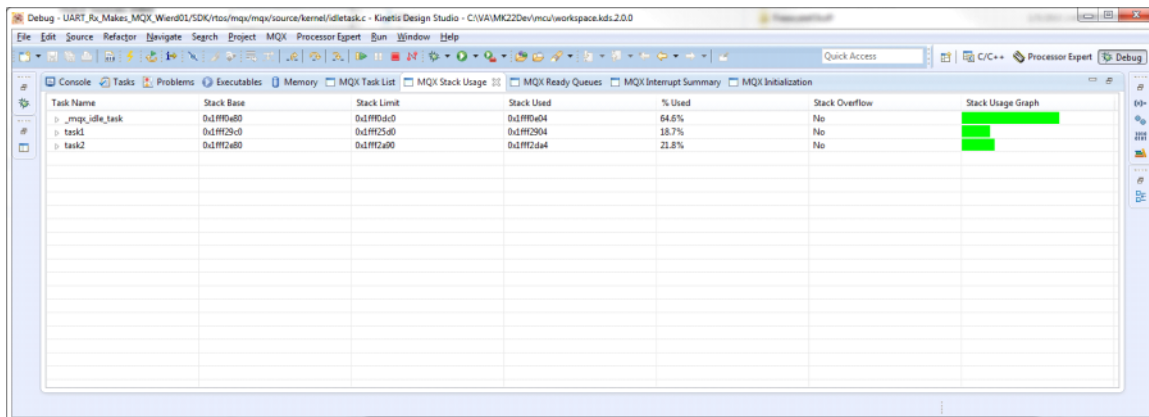 Debug - UART_Rx_Makes_MQX_Wierd01/SDK/rtos/mqx/mqx/source/kernel/idletask.c - Kinetis Design Studio - C:\VA\MK22Dev\mcu\workspace.kds.2.0.0
File Edit Source Refactor Navigate Search Project MQX Processor Expert Run Window Help
Quick Access C/C++ Processor Expert Debug
Console Tasks Problems Executables Memory MQX Task List MQX Stack Usage MQX Ready Queues MQX Interrupt Summary MQX Initialization
Task Name Stack Base Stack Limit Stack Used % Used Stack Overflow Stack Usage Graph
_mqx_idle_task 0x1fff0e80 0x1fff0dc0 0x1fff0e04 64.6% No
task1 0x1fff29c0 0x1fff25d0 0x1fff2904 18.7% No
task2 0x1fff2e80 0x1fff2a90 0x1fff2da4 21.8% No